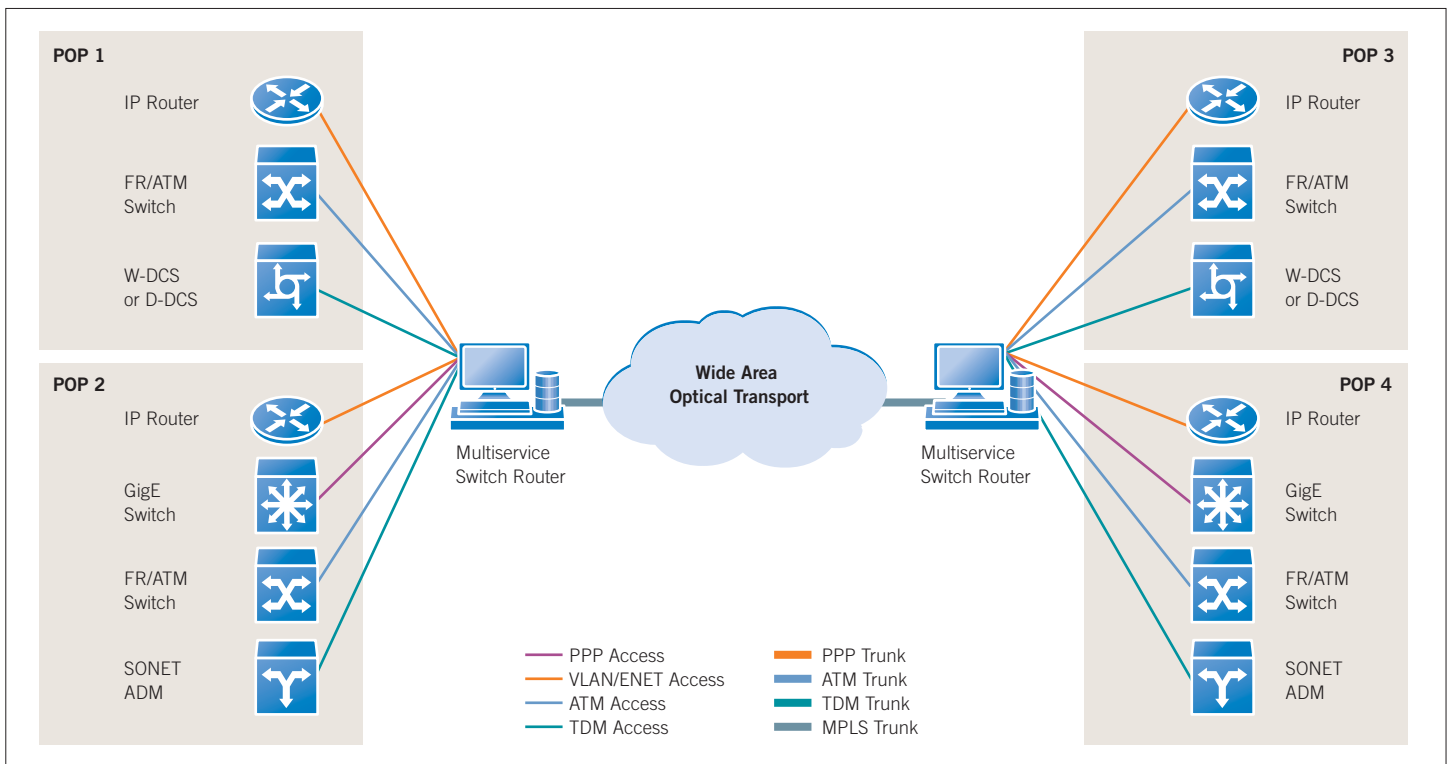 POP 1
IP Router
FR/ATM
Switch
W-DCS
or D-DCS
POP 2
IP Router
GigE
Switch
FR/ATM
Switch
SONET
ADM
Multiservice
Switch Router
Wide Area
Optical Transport
Multiservice
Switch Router
POP 3
IP Router
FR/ATM
Switch
W-DCS
or D-DCS
POP 4
IP Router
GigE
Switch
FR/ATM
Switch
SONET
ADM
PPP Access
VLAN/ENET Access
ATM Access
TDM Access
PPP Trunk
ATM Trunk
TDM Trunk
MPLS Trunk